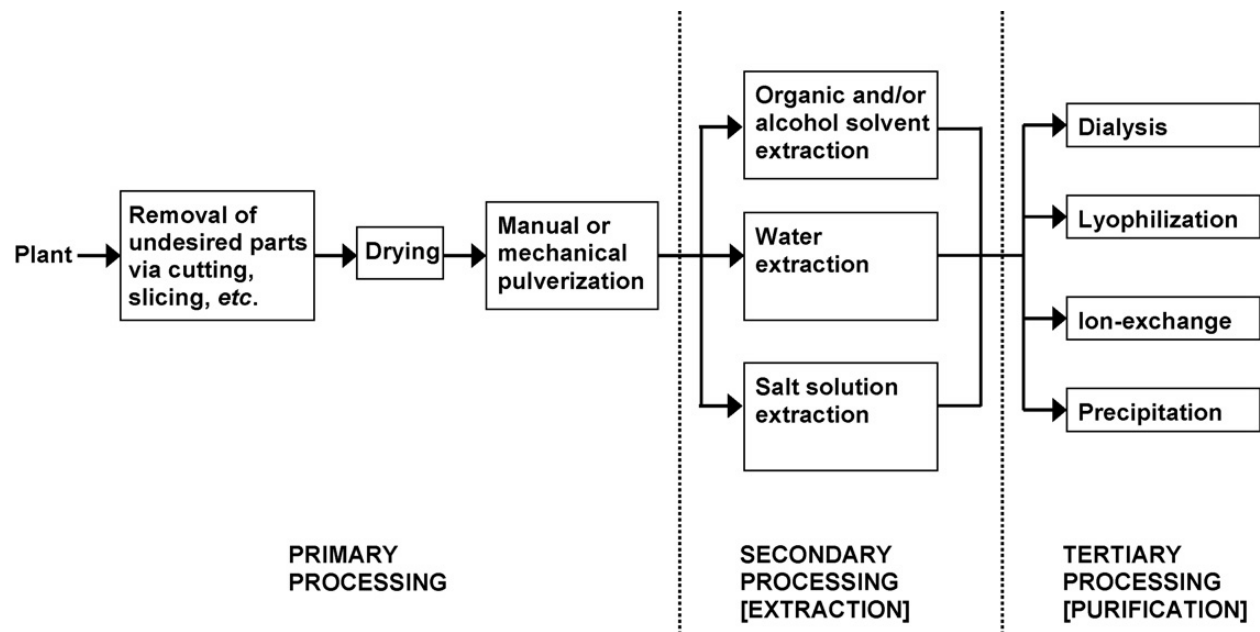 Plant
Removal of
undesired parts
via cutting,
slicing, etc.
Drying
Manual or
mechanical
pulverization
Organic and/or
alcohol solvent
extraction
Water
extraction
Salt solution
extraction
Dialysis
Lyophilization
Ion-exchange
Precipitation
PRIMARY
PROCESSING
SECONDARY
PROCESSING
[EXTRACTION]
TERTIARY
PROCESSING
[PURIFICATION]